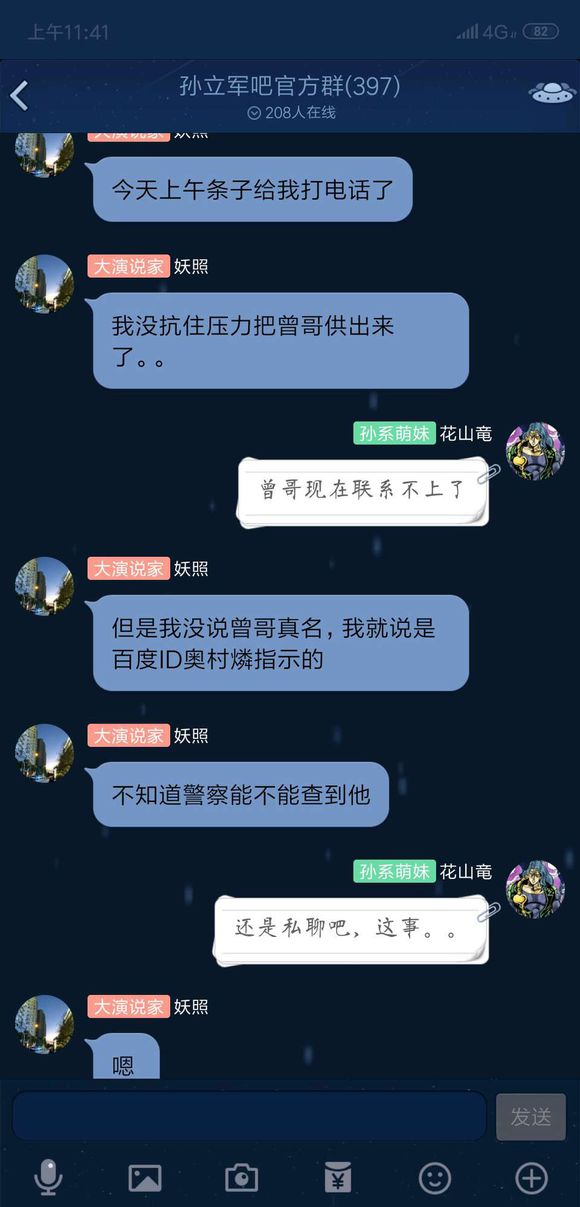 上午11:41
4G
82
孙立军吧官方群(397)
208人在线
大演说家 妖照
今天上午条子给我打电话了
大演说家 妖照
我没抗住压力把曾哥供出来
了。。
孙系萌妹 花山竜
曾哥现在联系不上了
大演说家 妖照
但是我没说曾哥真名，我就说是
百度ID奥村燐指示的
大演说家 妖照
不知道警察能不能查到他
孙系萌妹 花山竜
还是私聊吧，这事。。
大演说家 妖照
嗯
发送